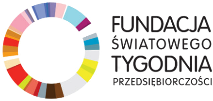 FUNDACJA
ŚWIATOWEGO
TYGODNIA
PRZEDSIĘBIORCZOŚCI